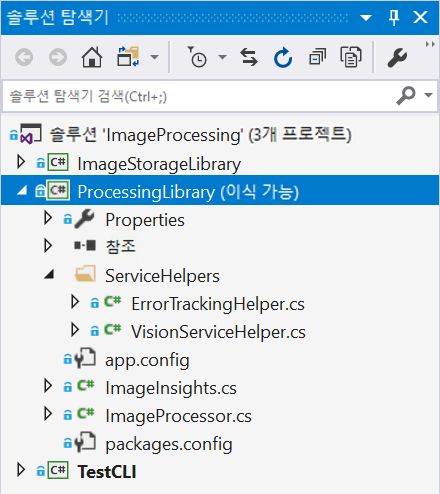 솔루션 탐색기
솔루션 탐색기 검색(Ctrl+;)
솔루션 'ImageProcessing' (3개 프로젝트)
C# ImageStorageLibrary
C# ProcessingLibrary (이식 가능)
Properties
참조
ServiceHelpers
C# ErrorTrackingHelper.cs
C# VisionServiceHelper.cs
app.config
C# ImageInsights.cs
C# ImageProcessor.cs
packages.config
C# TestCLI